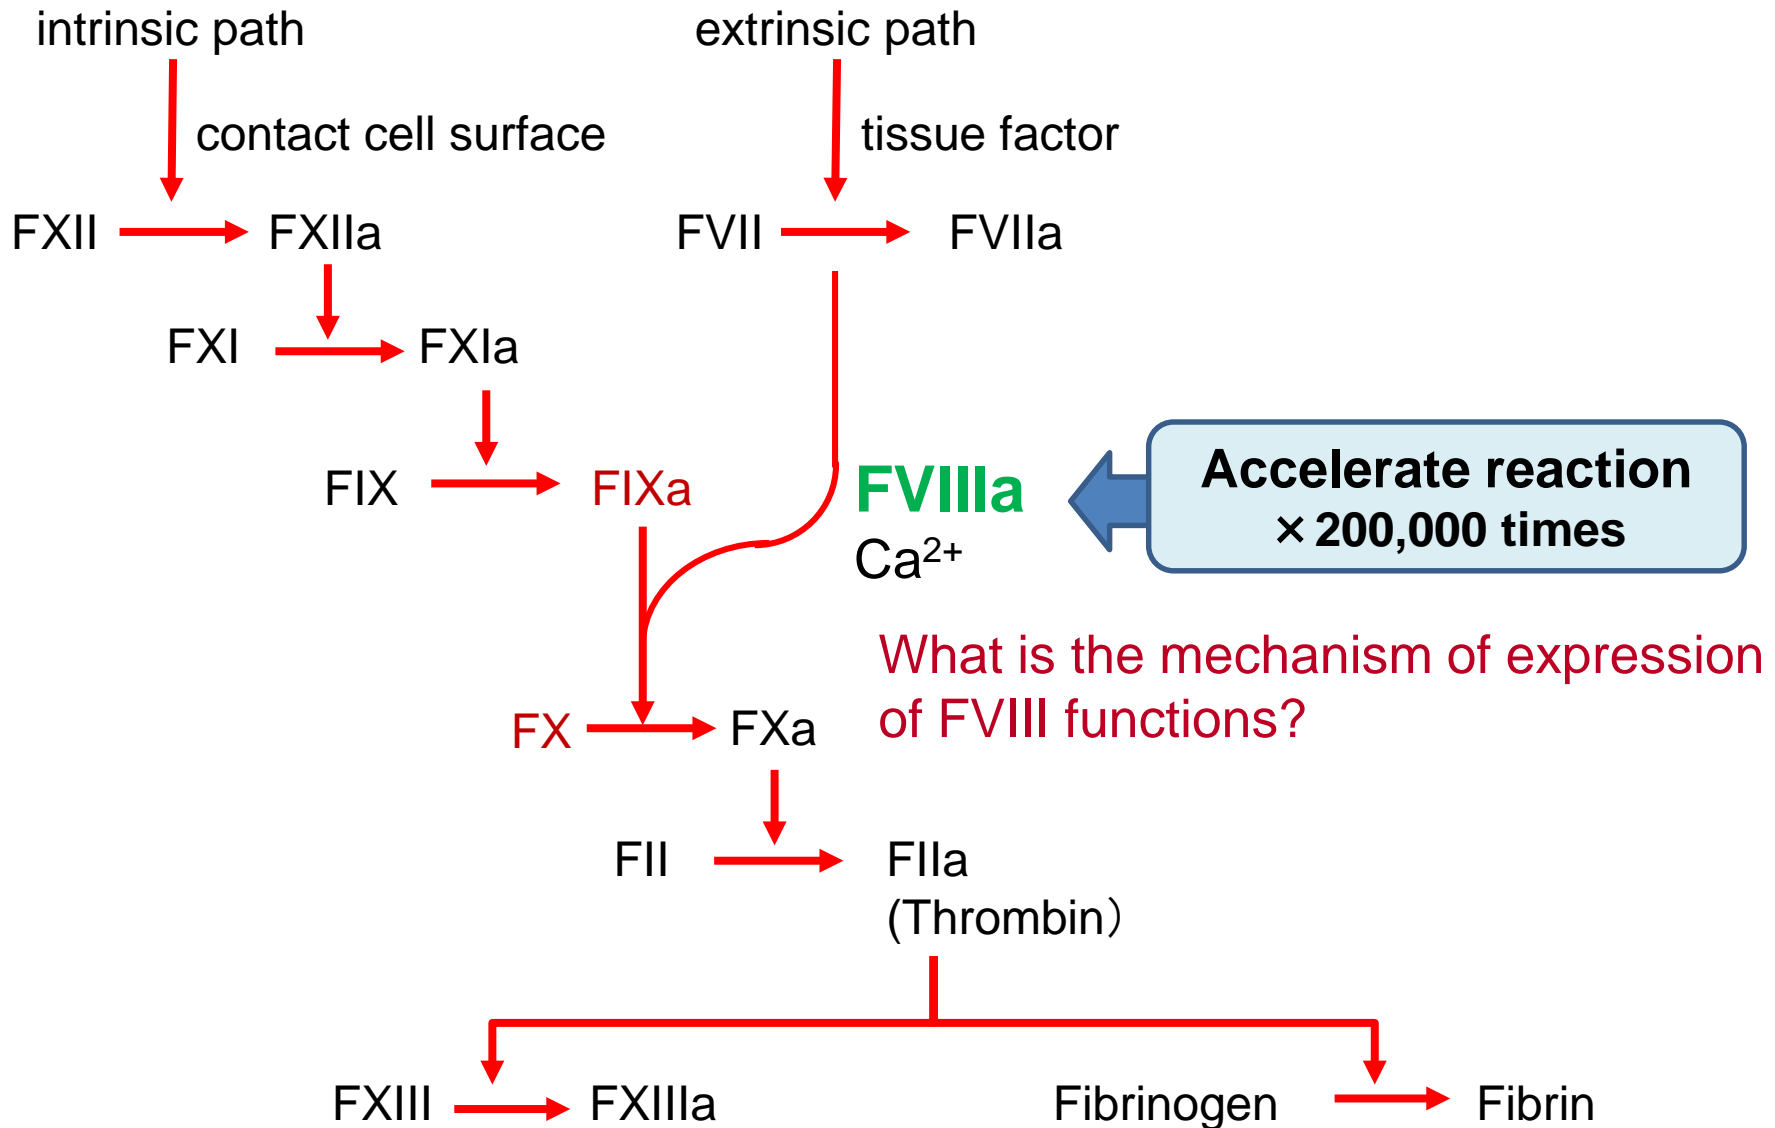 intrinsic path
extrinsic path
contact cell surface
tissue factor
FXII
FXIIa
FVII
FVIIa
FXI
FXIa
FIX
FIXa
FVIIIa
Ca²⁺
Accelerate reaction
×200,000 times
What is the mechanism of expression
of FVIII functions?
FX
FXa
FII
FIIa
(Thrombin）
FXIII
FXIIIa
Fibrinogen
Fibrin